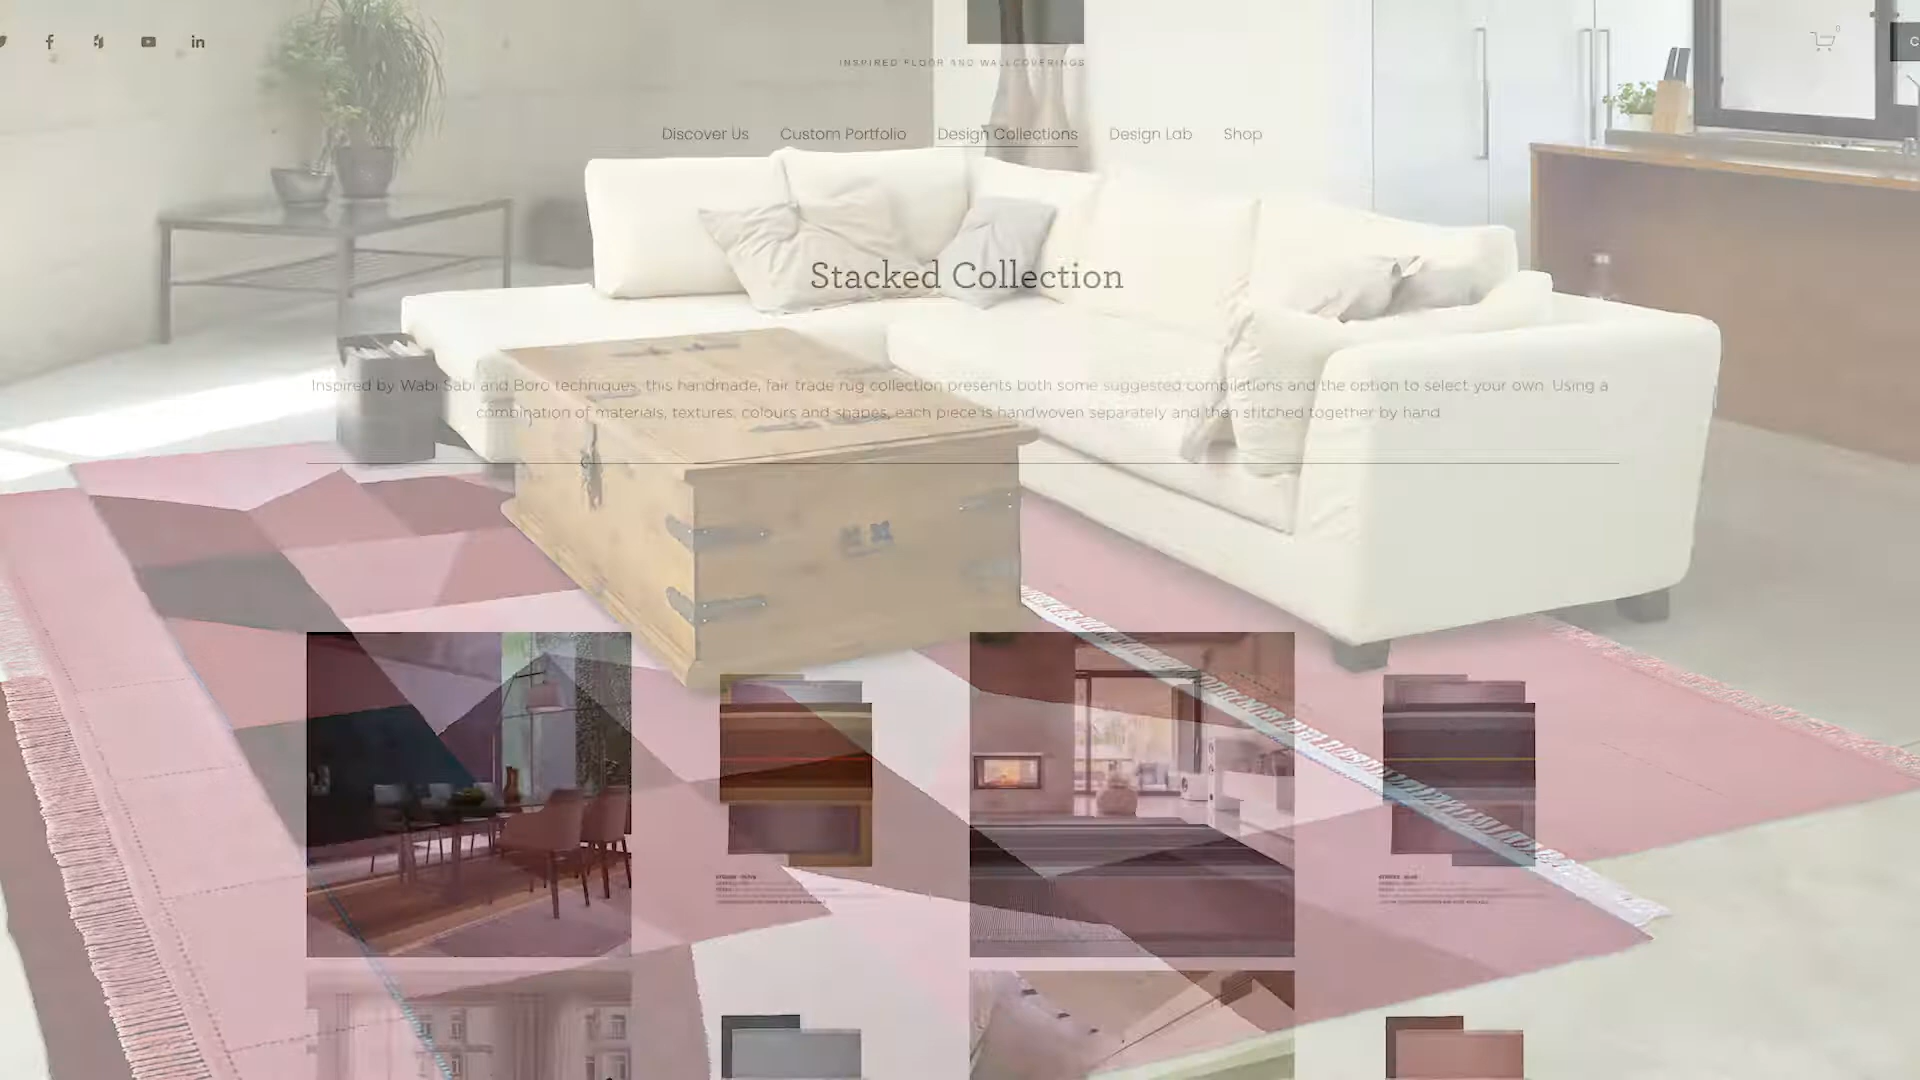 INSPIRED FLOOR AND WALLCOVERINGS
0
Discover Us Custom Portfolio Design Collections Design Lab Shop
Stacked Collection
Inspired by Wabi Sabi and Boro techniques, this handmade, fair trade rug collection presents both some suggested compilations and the option to select your own. Using a
combination of materials, textures, colours and shapes, each piece is handwoven separately and then stitched together by hand